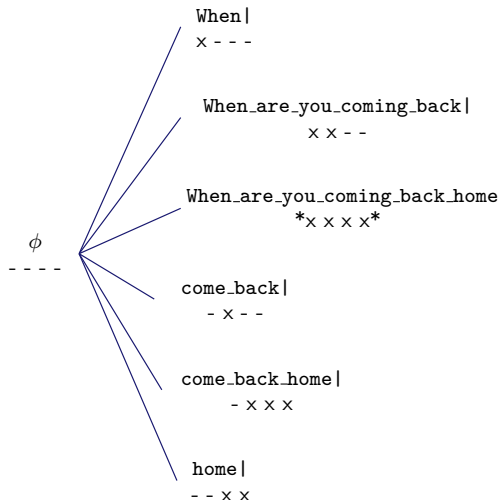 When|
x - - -
When_are_you_coming_back|
x x - -
When_are_you_coming_back_home
*x x x x*
ϕ
- - - -
come_back|
- x - -
come_back_home|
- x x x
home|
- - x x